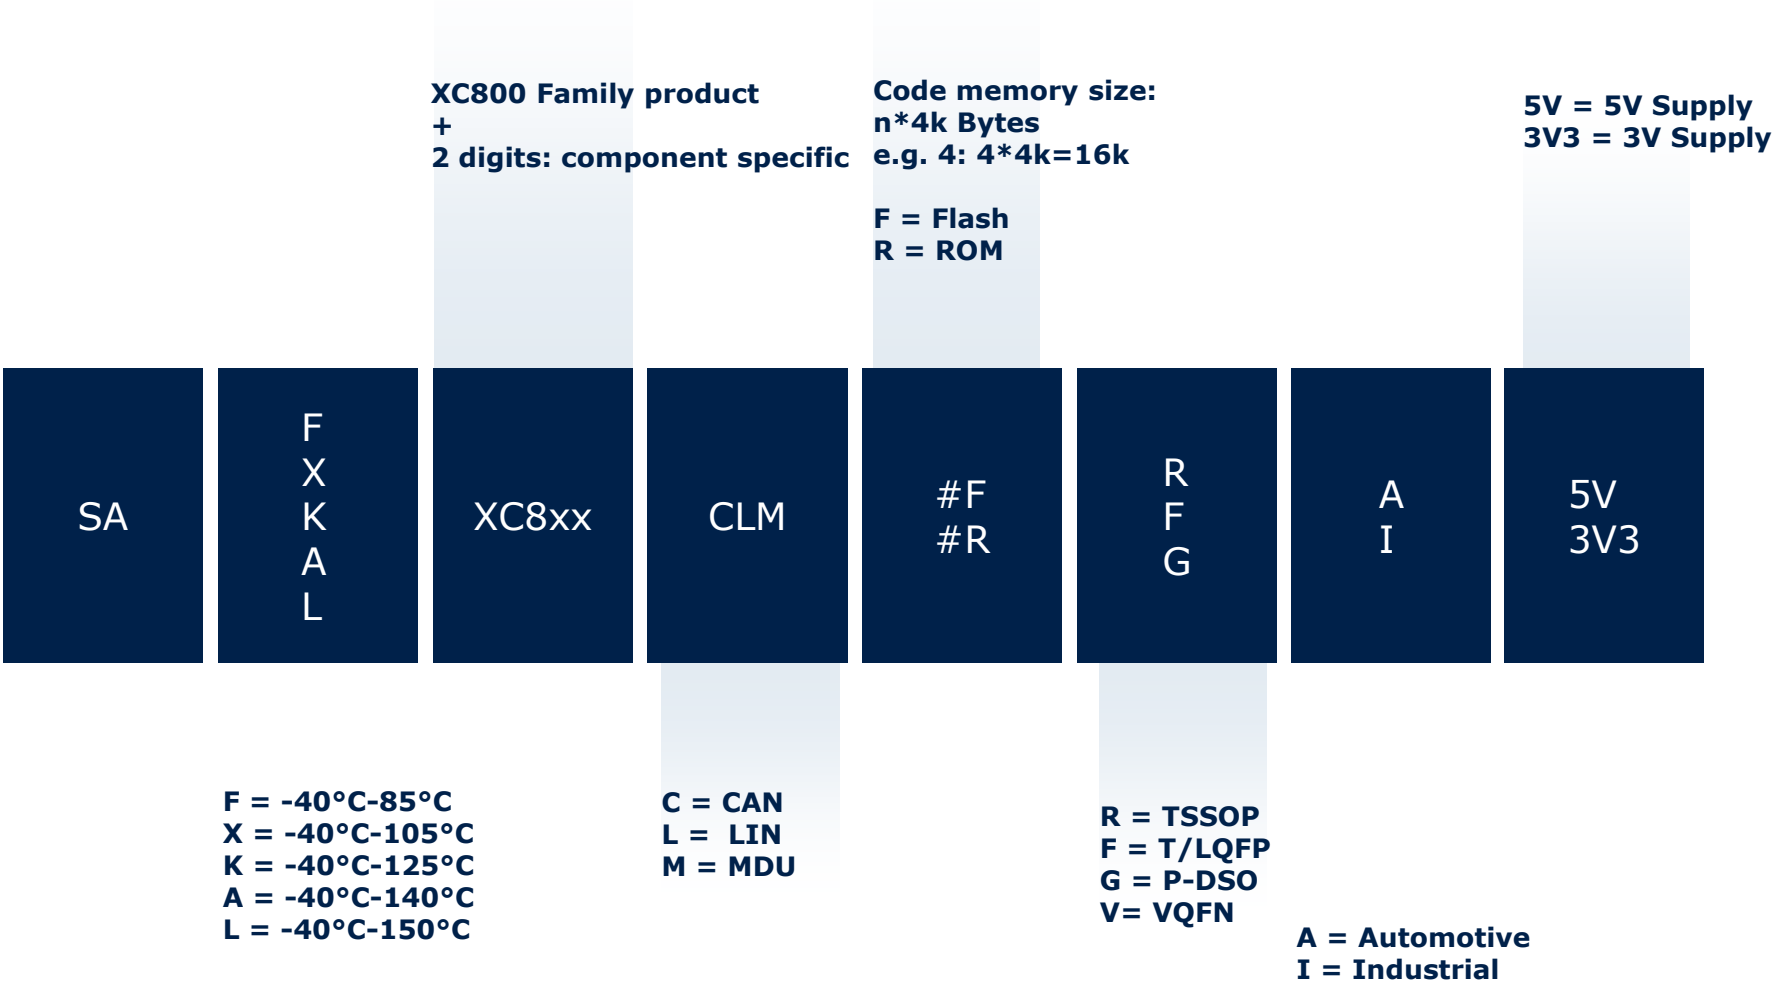 XC800 Family product
+
2 digits: component specific
Code memory size:
n*4k Bytes
e.g. 4: 4*4k=16k
F = Flash
R = ROM
5V = 5V Supply
3V3 = 3V Supply
SA
F
X
K
A
L
XC8xx
CLM
#F
#R
R
F
G
A
I
5V
3V3
F = -40°C-85°C
X = -40°C-105°C
K = -40°C-125°C
A = -40°C-140°C
L = -40°C-150°C
C = CAN
L = LIN
M = MDU
R = TSSOP
F = T/LQFP
G = P-DSO
V= VQFN
A = Automotive
I = Industrial